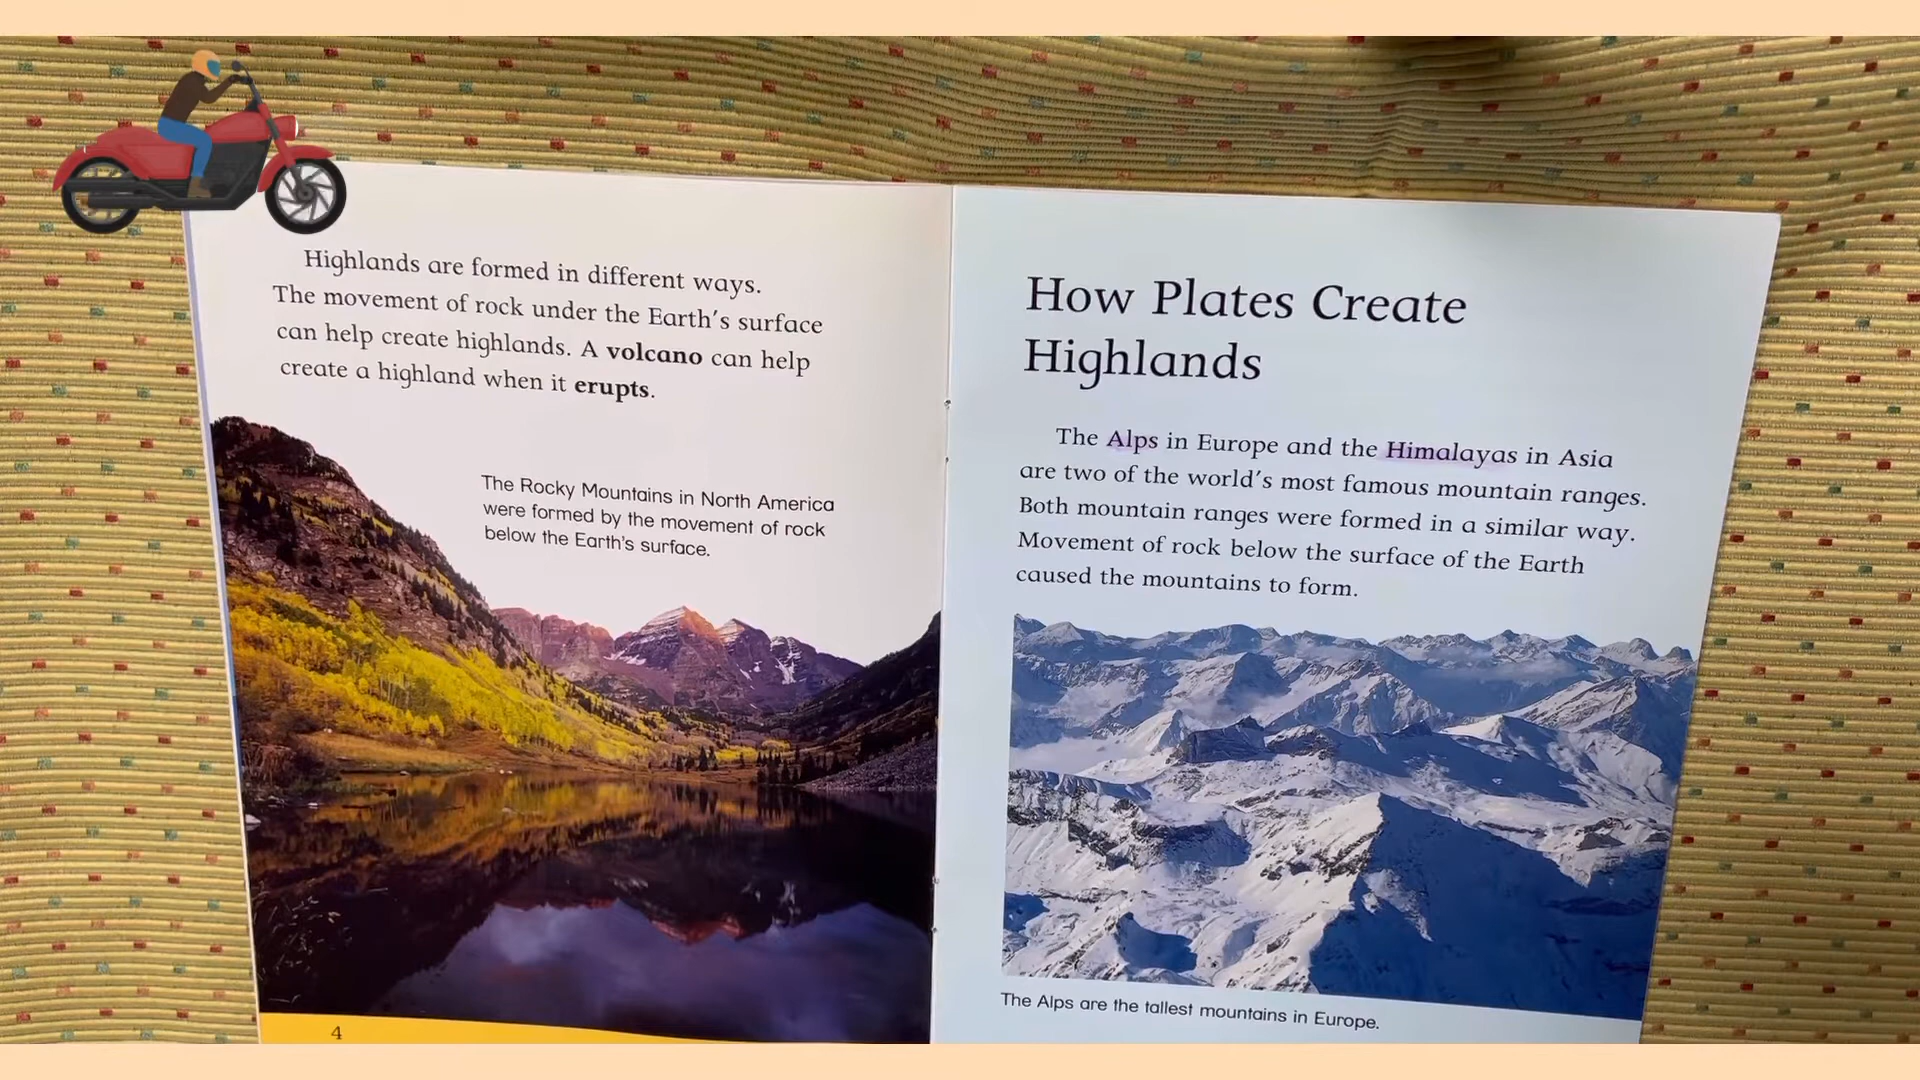 Highlands are formed in different ways.
The movement of rock under the Earth's surface
can help create highlands. A volcano can help
create a highland when it erupts.
The Rocky Mountains in North America
were formed by the movement of rock
below the Earth's surface.
4
How Plates Create
Highlands
The Alps in Europe and the Himalayas in Asia
are two of the world's most famous mountain ranges.
Both mountain ranges were formed in a similar way.
Movement of rock below the surface of the Earth
caused the mountains to form.
The Alps are the tallest mountains in Europe.